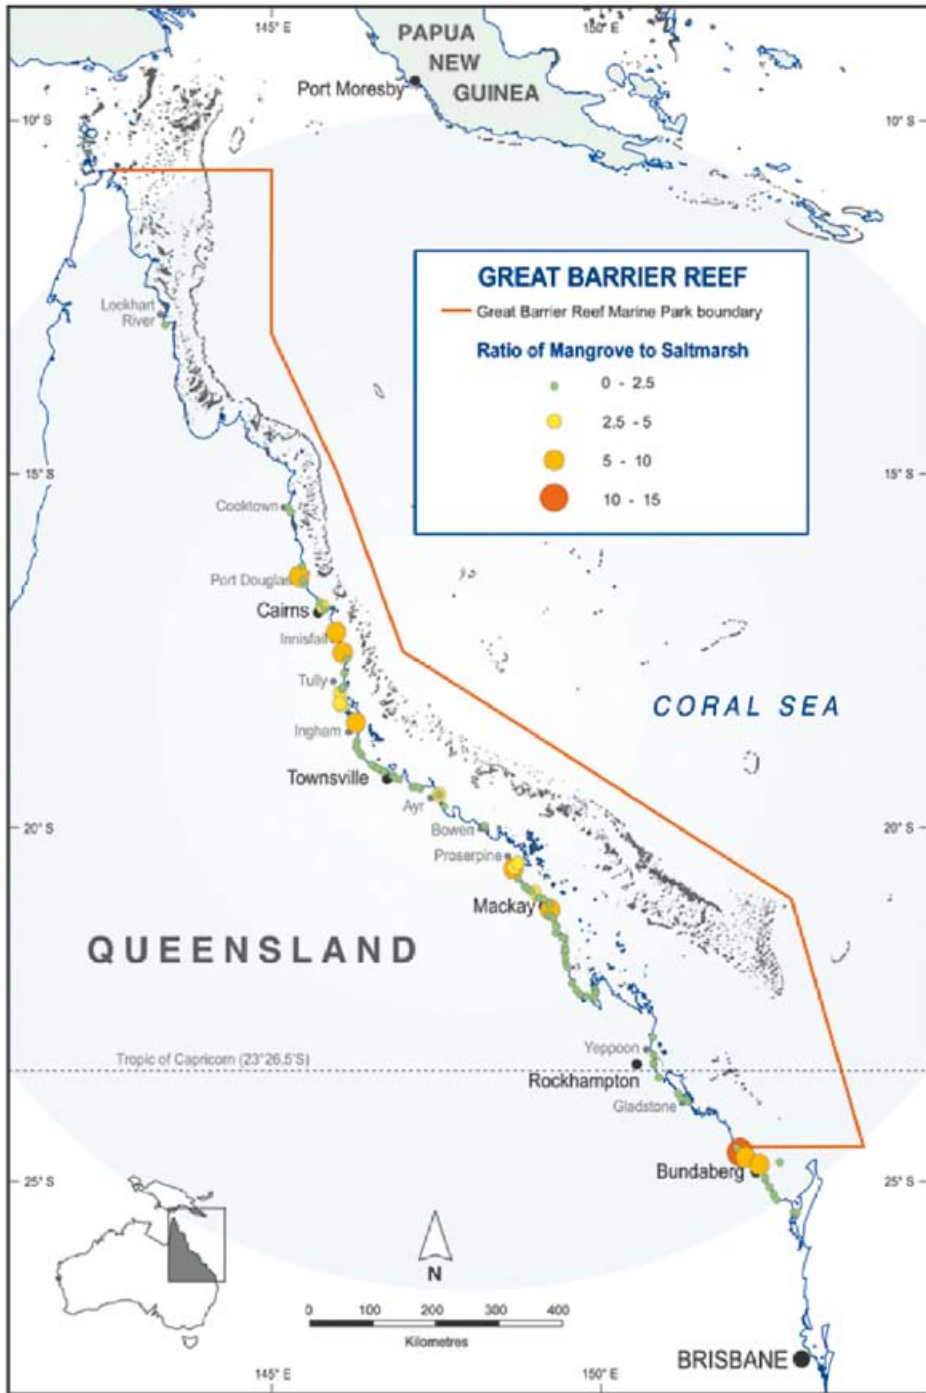 145° E
150° E
PAPUA
NEW
GUINEA
Port Moresby
10° S
10° S
GREAT BARRIER REEF
Great Barrier Reef Marine Park boundary
Ratio of Mangrove to Saltmarsh
0 - 2.5
2.5 - 5
5 - 10
10 - 15
Lockhart
River
15° S
15° S
Cooktown
Port Douglas
Cairns
Innisfail
Tully
CORAL SEA
Ingham
Townsville
Ayr
20° S
Bowen
20° S
Proserpine
Mackay
QUEENSLAND
Yeppoon
Tropic of Capricorn (23°26.5'S)
Rockhampton
Gladstone
Bundaberg
25° S
25° S
N
0 100 200 300 400
Kilometres
BRISBANE
145° E
150° E